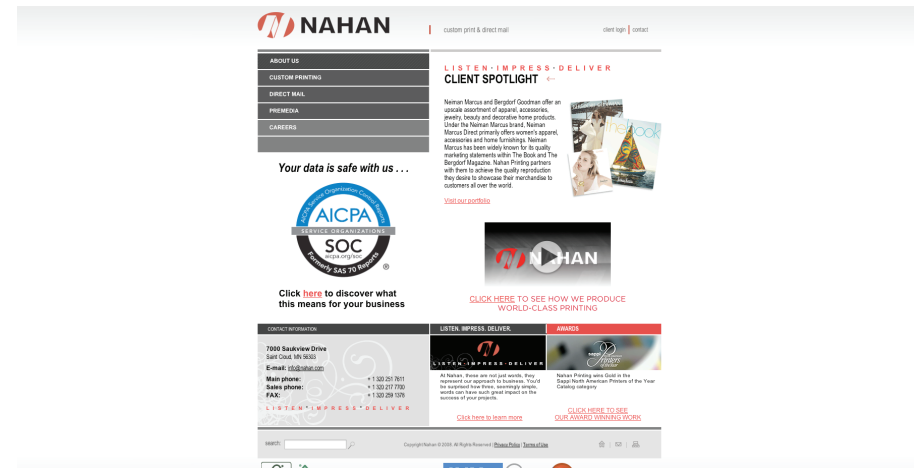 NAHAN
custom print & direct mail
client login | contact
ABOUT US
CUSTOM PRINTING
DIRECT MAIL
PREMEDIA
CAREERS
LISTEN·IMPRESS·DELIVER
CLIENT SPOTLIGHT ←
Neiman Marcus and Bergdorf Goodman offer an
upscale assortment of apparel, accessories,
jewelry, beauty and decorative home products.
Under the Neiman Marcus brand, Neiman
Marcus Direct primarily offers women's apparel,
accessories and home furnishings. Neiman
Marcus has been widely known for its quality
marketing statements within The Book and The
Bergdorf Magazine. Nahan Printing partners
with them to achieve the quality reproduction
they desire to showcase their merchandise to
customers all over the world.
Visit our portfolio
Your data is safe with us . . .
AICPA Service Organization Control Reports
AICPA
SERVICE ORGANIZATIONS
SOC
aicpa.org/soc
Formerly SAS 70 Reports
®
Click here to discover what
this means for your business
NAHAN
CLICK HERE TO SEE HOW WE PRODUCE
WORLD-CLASS PRINTING
CONTACT INFORMATION
7000 Saukview Drive
Saint Cloud, MN 56303
E-mail: info@nahan.com
Main phone: + 1 320 251 7611
Sales phone: + 1 320 217 7700
FAX: + 1 320 259 1378
LISTEN*IMPRESS*DELIVER
LISTEN. IMPRESS. DELIVER.
LISTEN·IMPRESS·DELIVER
At Nahan, these are not just words, they
represent our approach to business. You'd
be surprised how three, seemingly simple,
words can have such great impact on the
success of your projects.
Click here to learn more
AWARDS
sappi
Printers
of the Year
Nahan Printing wins Gold in the
Sappi North American Printers of the Year
Catalog category
CLICK HERE TO SEE
OUR AWARD WINNING WORK
search:
Copyright Nahan © 2009, All Rights Reserved | Privacy Policy | Terms of Use